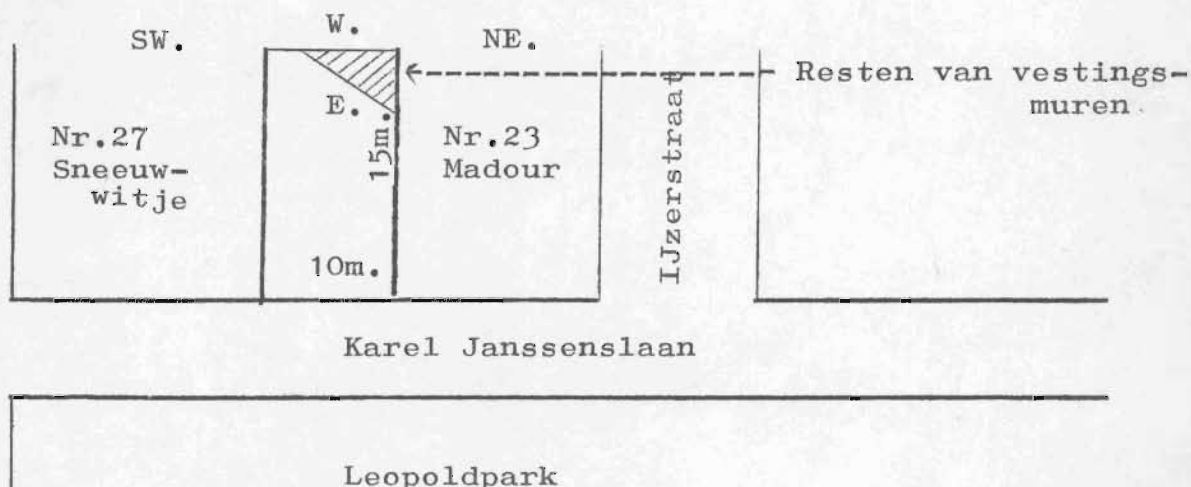 SW.
W.
NE.
Resten van vestings-
muren
E.
Nr.27
Sneeuw-
witje
15m.
Nr.23
Madour
IJzerstraat
10m.
Karel Janssenslaan
Leopoldpark